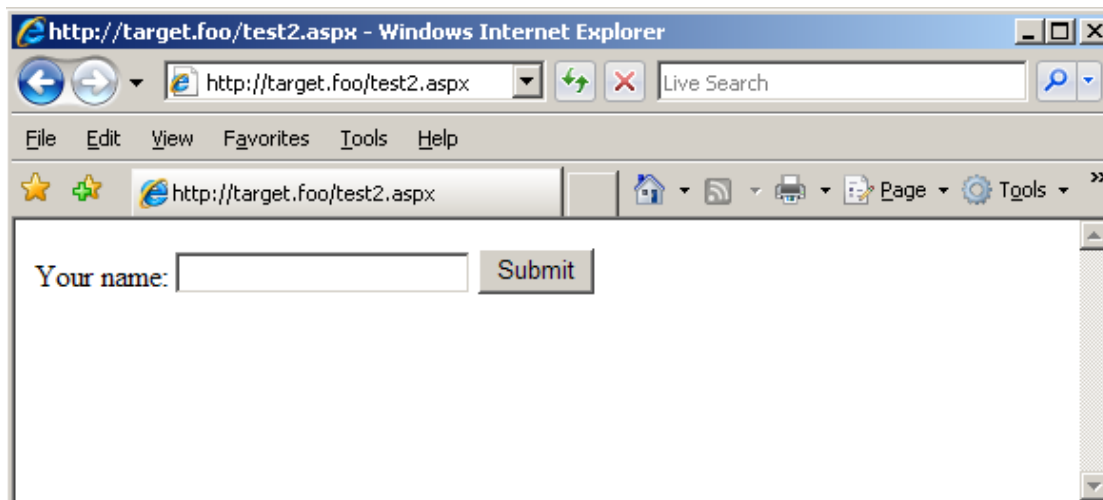 http://target.foo/test2.aspx - Windows Internet Explorer
http://target.foo/test2.aspx Live Search
File Edit View Favorites Tools Help
http://target.foo/test2.aspx Page Tools »
Your name: Submit